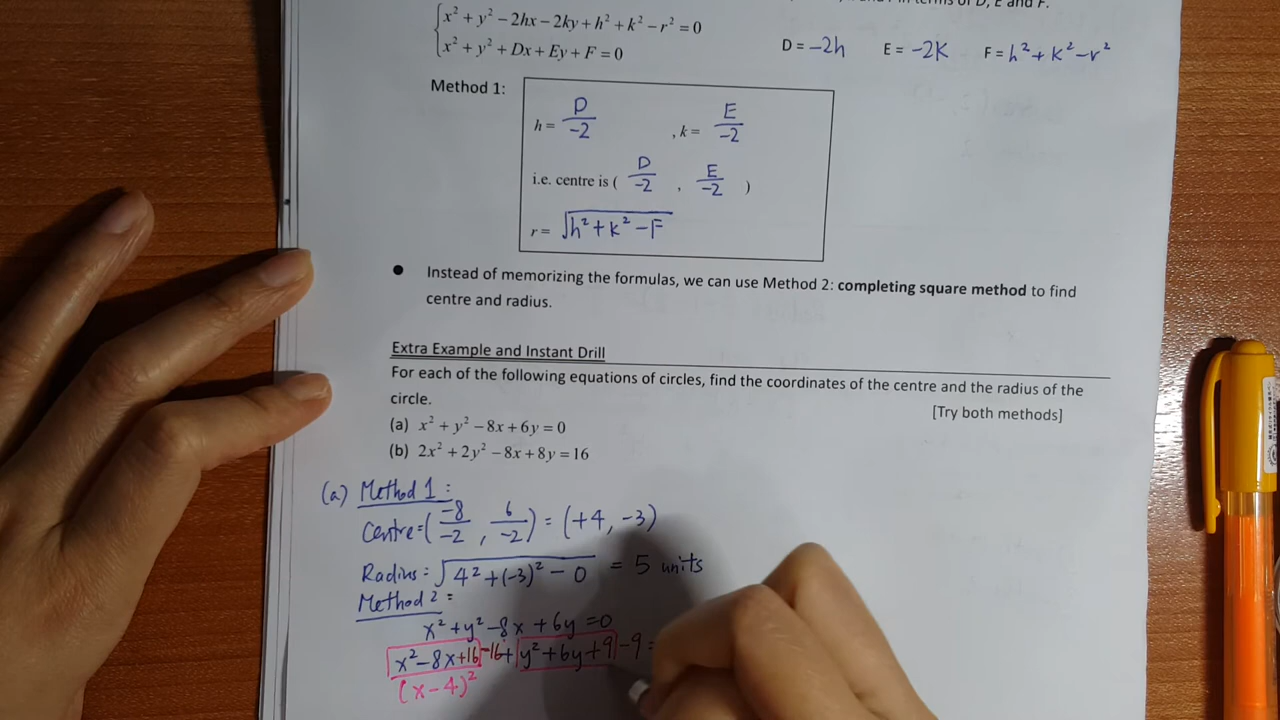 in terms of D, E and F.
x² + y² − 2hx − 2ky + h² + k² − r² = 0
x² + y² + Dx + Ey + F = 0
D = −2h E = −2K F = h² + K² − r²
Method 1:
h = D/−2 , k = E/−2
i.e. centre is ( D/−2 , E/−2 )
r = √(h² + K² − F)
● Instead of memorizing the formulas, we can use Method 2: completing square method to find
centre and radius.
Extra Example and Instant Drill
For each of the following equations of circles, find the coordinates of the centre and the radius of the
circle.
[Try both methods]
(a) x² + y² − 8x + 6y = 0
(b) 2x² + 2y² − 8x + 8y = 16
(a) Method 1 :
Centre = ( −8/−2 , 6/−2 ) = (+4, −3)
Radius = √(4² + (−3)² − 0) = 5 units
Method 2 :
x² + y² − 8x + 6y = 0
x² − 8x + 16 − 16 + y² + 6y + 9 − 9 =
(x − 4)²